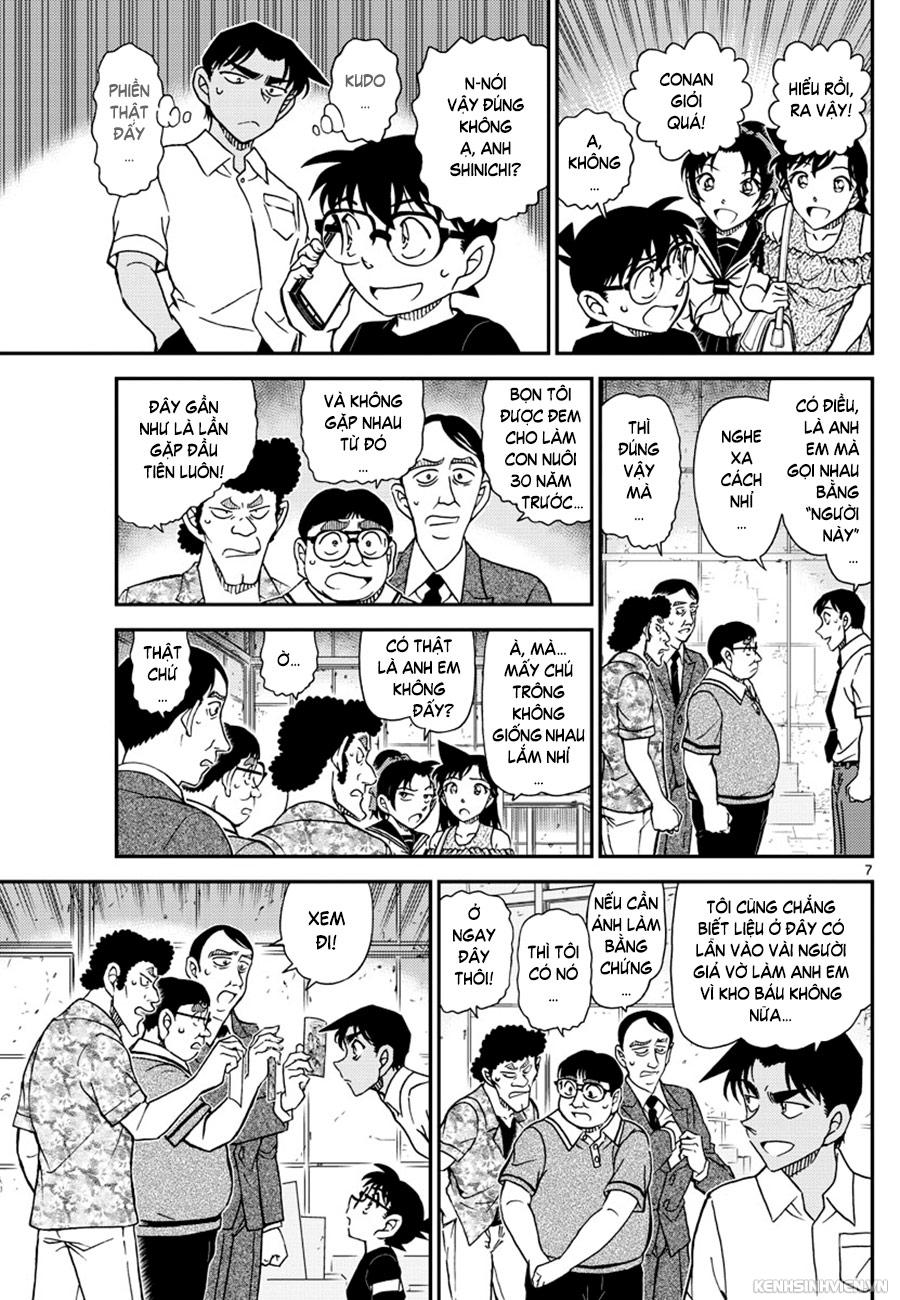 HIỂU RỒI,
RA VẬY!
CONAN
GIỎI
QUÁ!
Ạ,
KHÔNG
...
N-NÓI
VẬY ĐÚNG
KHÔNG
Ạ, ANH
SHINICHI?
KUDO
...
PHIỀN
THẬT
ĐẤY
...
CÓ ĐIỀU,
LÀ ANH
EM MÀ
GỌI NHAU
BẰNG
“NGƯỜI
NÀY”
...
NGHE
XA
CÁCH
NHỈ
THÌ
ĐÚNG
VẬY
MÀ
...
BỌN TÔI
ĐƯỢC ĐEM
CHO LÀM
CON NUÔI
30 NĂM
TRƯỚC...
VÀ KHÔNG
GẶP NHAU
TỪ ĐÓ
...
ĐÂY GẦN
NHƯ LÀ LẦN
GẶP ĐẦU
TIÊN LUÔN!
À, MÀ...
MẤY CHÚ
TRÔNG
KHÔNG
GIỐNG NHAU
LẮM NHỈ
...
CÓ THẬT
LÀ ANH EM
KHÔNG
ĐẤY?
Ờ...
THẬT
CHỨ
...
7
TÔI CŨNG CHẲNG
BIẾT LIỆU Ở ĐÂY CÓ
LẪN VÀO VÀI NGƯỜI
GIẢ VỜ LÀM ANH EM
VÌ KHO BÁU KHÔNG
NỮA...
NẾU CẦN
ẢNH LÀM
BẰNG
CHỨNG
...
THÌ TÔI
CÓ NÓ
...
Ở
NGAY
ĐÂY
THÔI!
XEM
ĐI!
KENHSINHVIEN.VN